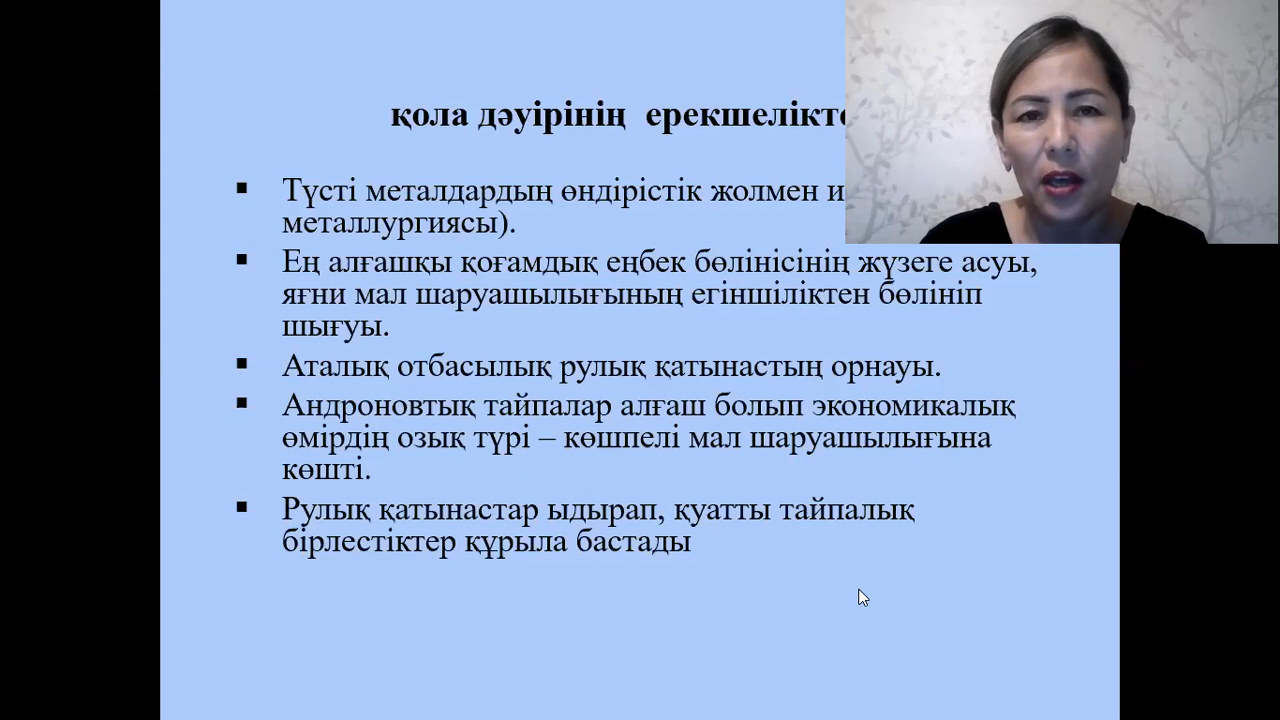 қола дәуірінің ерекшелікте
Түсті металдардың өндірістік жолмен и
металлургиясы).
Ең алғашқы қоғамдық еңбек бөлінісінің жүзеге асуы,
яғни мал шаруашылығының егіншіліктен бөлініп
шығуы.
Аталық отбасылық рулық қатынастың орнауы.
Андроновтық тайпалар алғаш болып экономикалық
өмірдің озық түрі – көшпелі мал шаруашылығына
көшті.
Рулық қатынастар ыдырап, қуатты тайпалық
бірлестіктер құрыла бастады